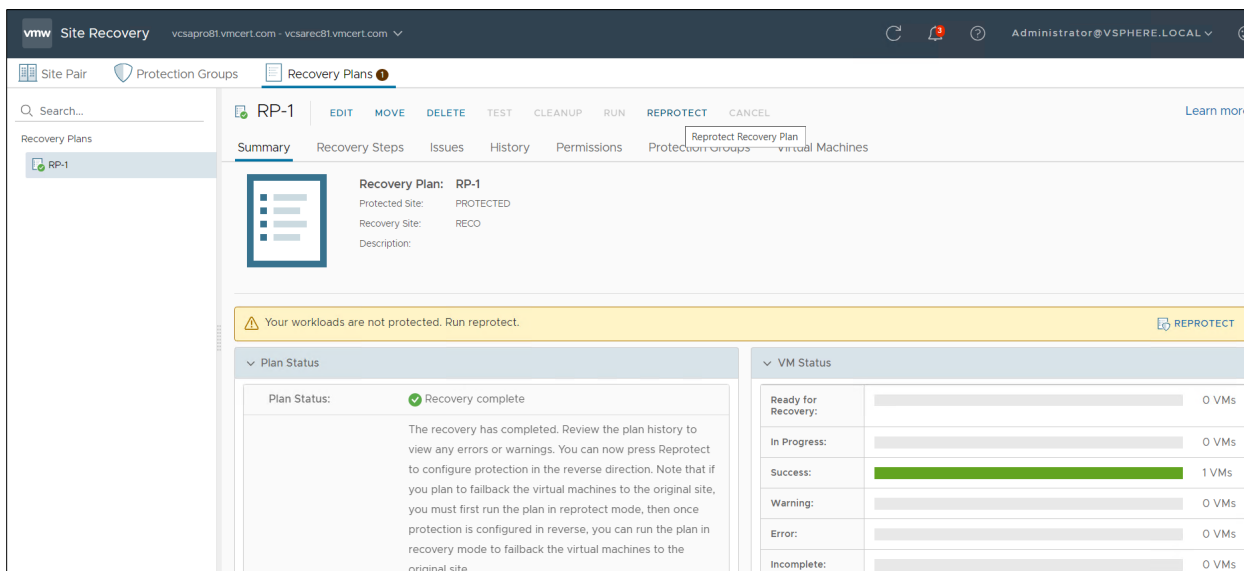 vmw Site Recovery vcsapro81.vmcert.com - vcsarec81.vmcert.com 3 Administrator@VSPHERE.LOCAL
Site Pair Protection Groups Recovery Plans 1
Search...
Recovery Plans
RP-1
RP-1 EDIT MOVE DELETE TEST CLEANUP RUN REPROTECT CANCEL Learn more
Reprotect Recovery Plan
Summary Recovery Steps Issues History Permissions Protection Groups Virtual Machines
Recovery Plan: RP-1
Protected Site: PROTECTED
Recovery Site: RECO
Description:
Your workloads are not protected. Run reprotect. REPROTECT
Plan Status
Plan Status: Recovery complete
The recovery has completed. Review the plan history to
view any errors or warnings. You can now press Reprotect
to configure protection in the reverse direction. Note that if
you plan to failback the virtual machines to the original site,
you must first run the plan in reprotect mode, then once
protection is configured in reverse, you can run the plan in
recovery mode to failback the virtual machines to the
original site.
VM Status
Ready for
Recovery: 0 VMs
In Progress: 0 VMs
Success: 1 VMs
Warning: 0 VMs
Error: 0 VMs
Incomplete: 0 VMs